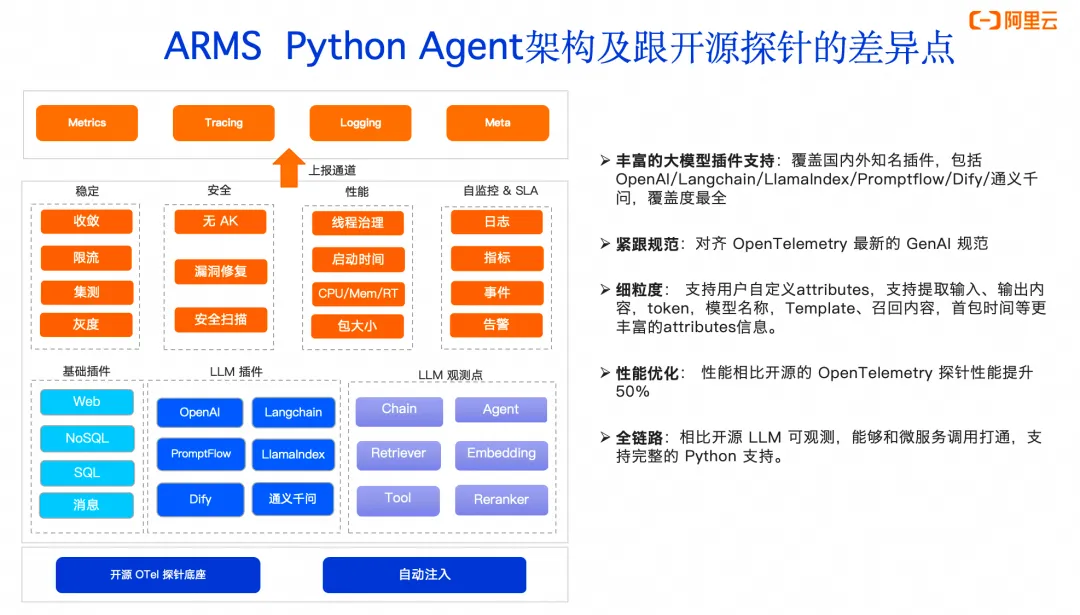 阿里云
ARMS Python Agent架构及跟开源探针的差异点
Metrics Tracing Logging Meta
上报通道
稳定 安全 性能 自监控 & SLA
收敛 无 AK 线程治理 日志
限流 漏洞修复 启动时间 指标
集测 安全扫描 CPU/Mem/RT 事件
灰度 包大小 告警
基础插件 LLM 插件 LLM 观测点
Web OpenAI Langchain Chain Agent
NoSQL PromptFlow LlamaIndex Retriever Embedding
SQL Dify 通义千问 Tool Reranker
消息
开源 OTel 探针底座 自动注入
➢ 丰富的大模型插件支持：覆盖国内外知名插件，包括
OpenAI/Langchain/LlamaIndex/Promptflow/Dify/通义千
问，覆盖度最全
➢ 紧跟规范：对齐 OpenTelemetry 最新的 GenAI 规范
➢ 细粒度： 支持用户自定义attributes，支持提取输入、输出内
容，token，模型名称，Template、召回内容，首包时间等更
丰富的attributes信息。
➢ 性能优化： 性能相比开源的 OpenTelemetry 探针性能提升
50%
➢ 全链路：相比开源 LLM 可观测，能够和微服务调用打通，支
持完整的 Python 支持。